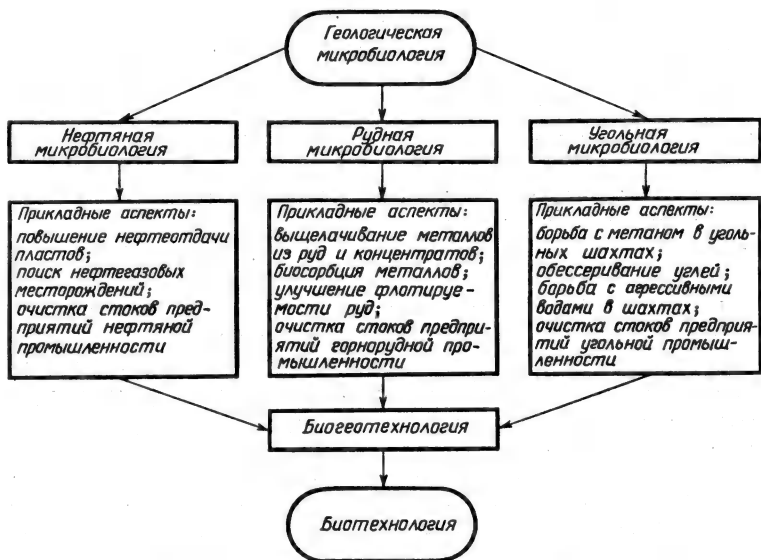 Геологическая
микробиология
Нефтяная
микробиология
Рудная
микробиология
Угольная
микробиология
Прикладные аспекты:
повышение нефтеотдачи
пластов;
поиск нефтегазовых
месторождений;
очистка стоков пред-
приятий нефтяной
промышленности
Прикладные аспекты:
выщелачивание металлов
из руд и концентратов;
биосорбция металлов;
улучшение флотируе-
мости руд;
очистка стоков предпри-
ятий горнорудной про-
мышленности
Прикладные аспекты:
борьба с метаном в уголь-
ных шахтах;
обессеривание углей;
борьба с агрессивными
водами в шахтах;
очистка стоков предприя-
тий угольной промыш-
ленности
Биогеотехнология
Биотехнология